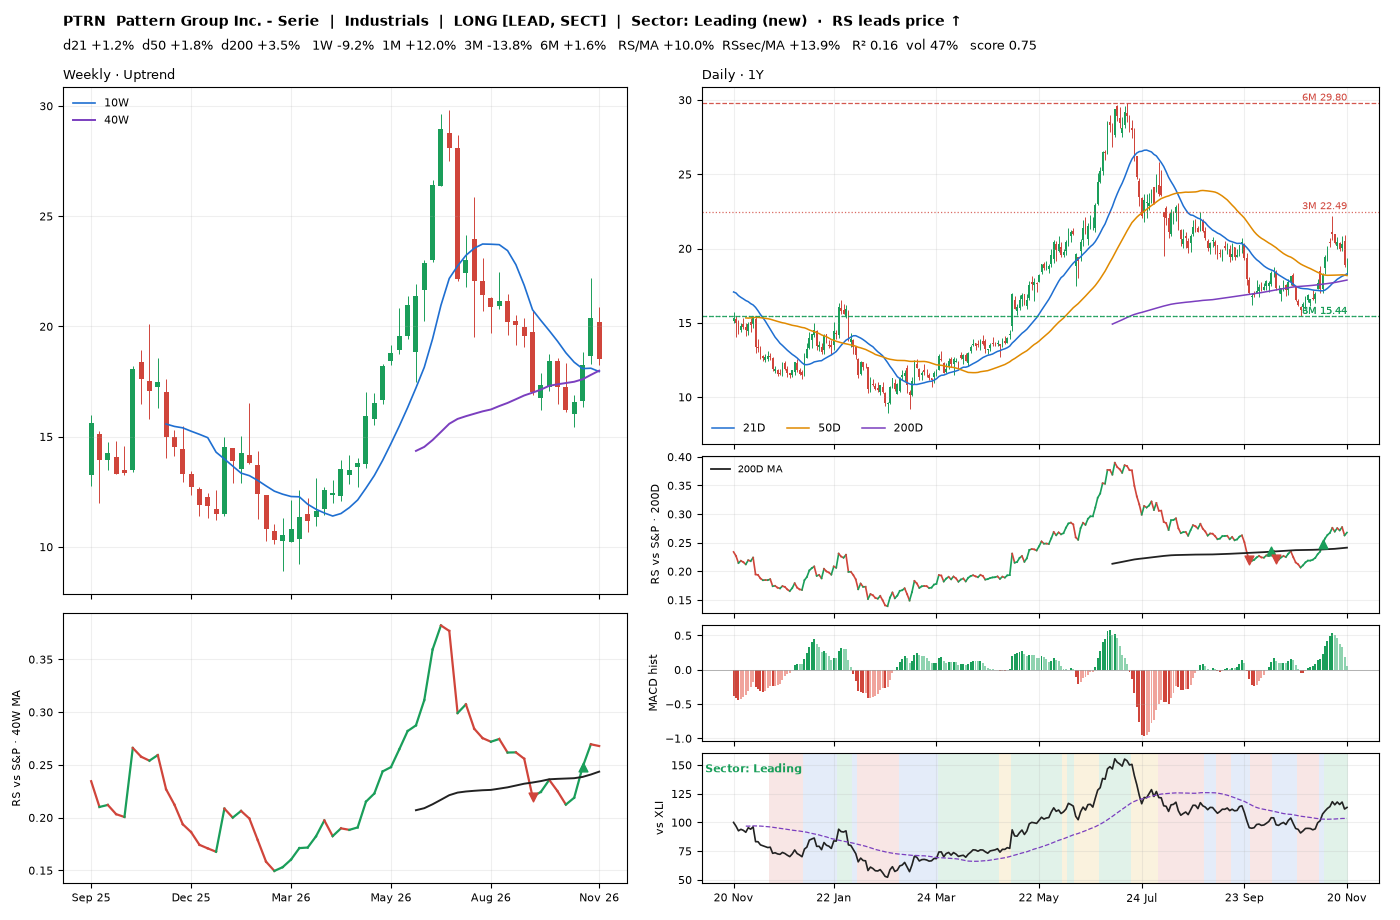 PTRN  Pattern Group Inc. - Serie  |  Industrials  |  LONG [LEAD, SECT]  |  Sector: Leading (new)  ·  RS leads price ↑
d21 +1.2%  d50 +1.8%  d200 +3.5%   1W -9.2%  1M +12.0%  3M -13.8%  6M +1.6%   RS/MA +10.0%  RSsec/MA +13.9%   R² 0.16  vol 47%   score 0.75
Weekly · Uptrend
10W
40W
30
25
20
15
10
RS vs S&P · 40W MA
0.35
0.30
0.25
0.20
0.15
Sep 25
Dec 25
Mar 26
May 26
Aug 26
Nov 26
Daily · 1Y
30
25
20
15
10
6M 29.80
3M 22.49
15.44
21D
50D
200D
RS vs S&P · 200D
200D MA
0.40
0.35
0.30
0.25
0.20
0.15
MACD hist
0.5
0.0
−0.5
−1.0
vs XLI
Sector: Leading
150
125
100
75
50
20 Nov
22 Jan
24 Mar
22 May
24 Jul
23 Sep
20 Nov